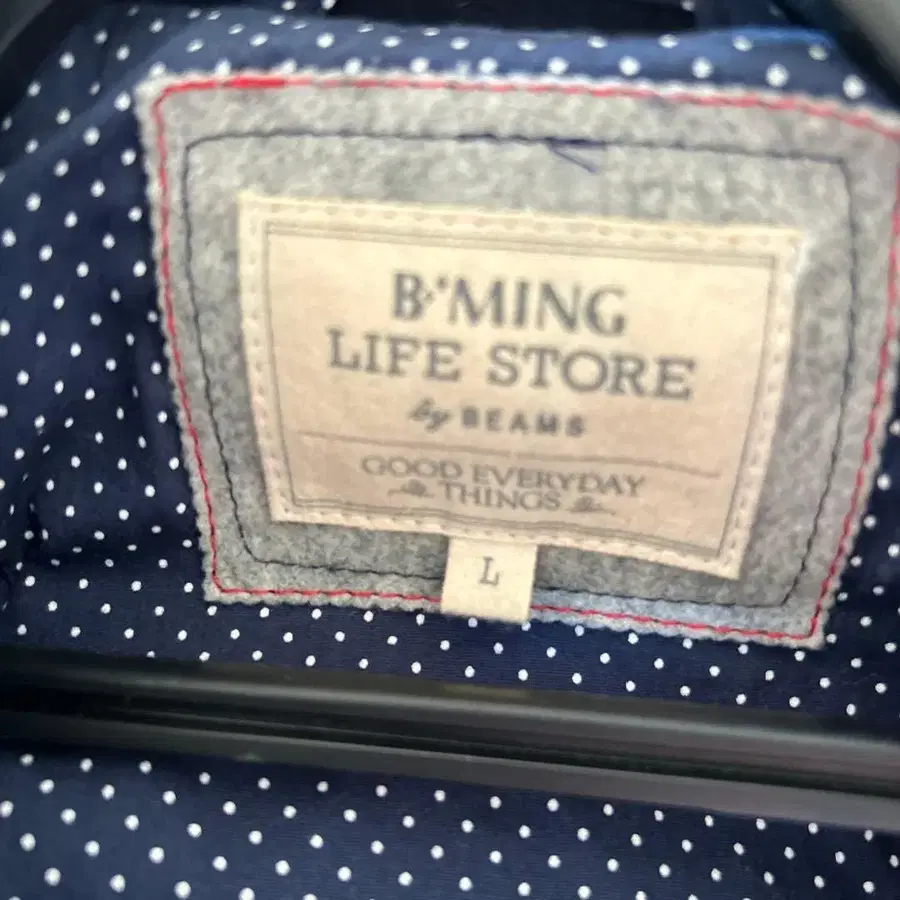 B·'MING
LIFE STORE
by BEAMS
GOOD EVERYDAY
THINGS
L